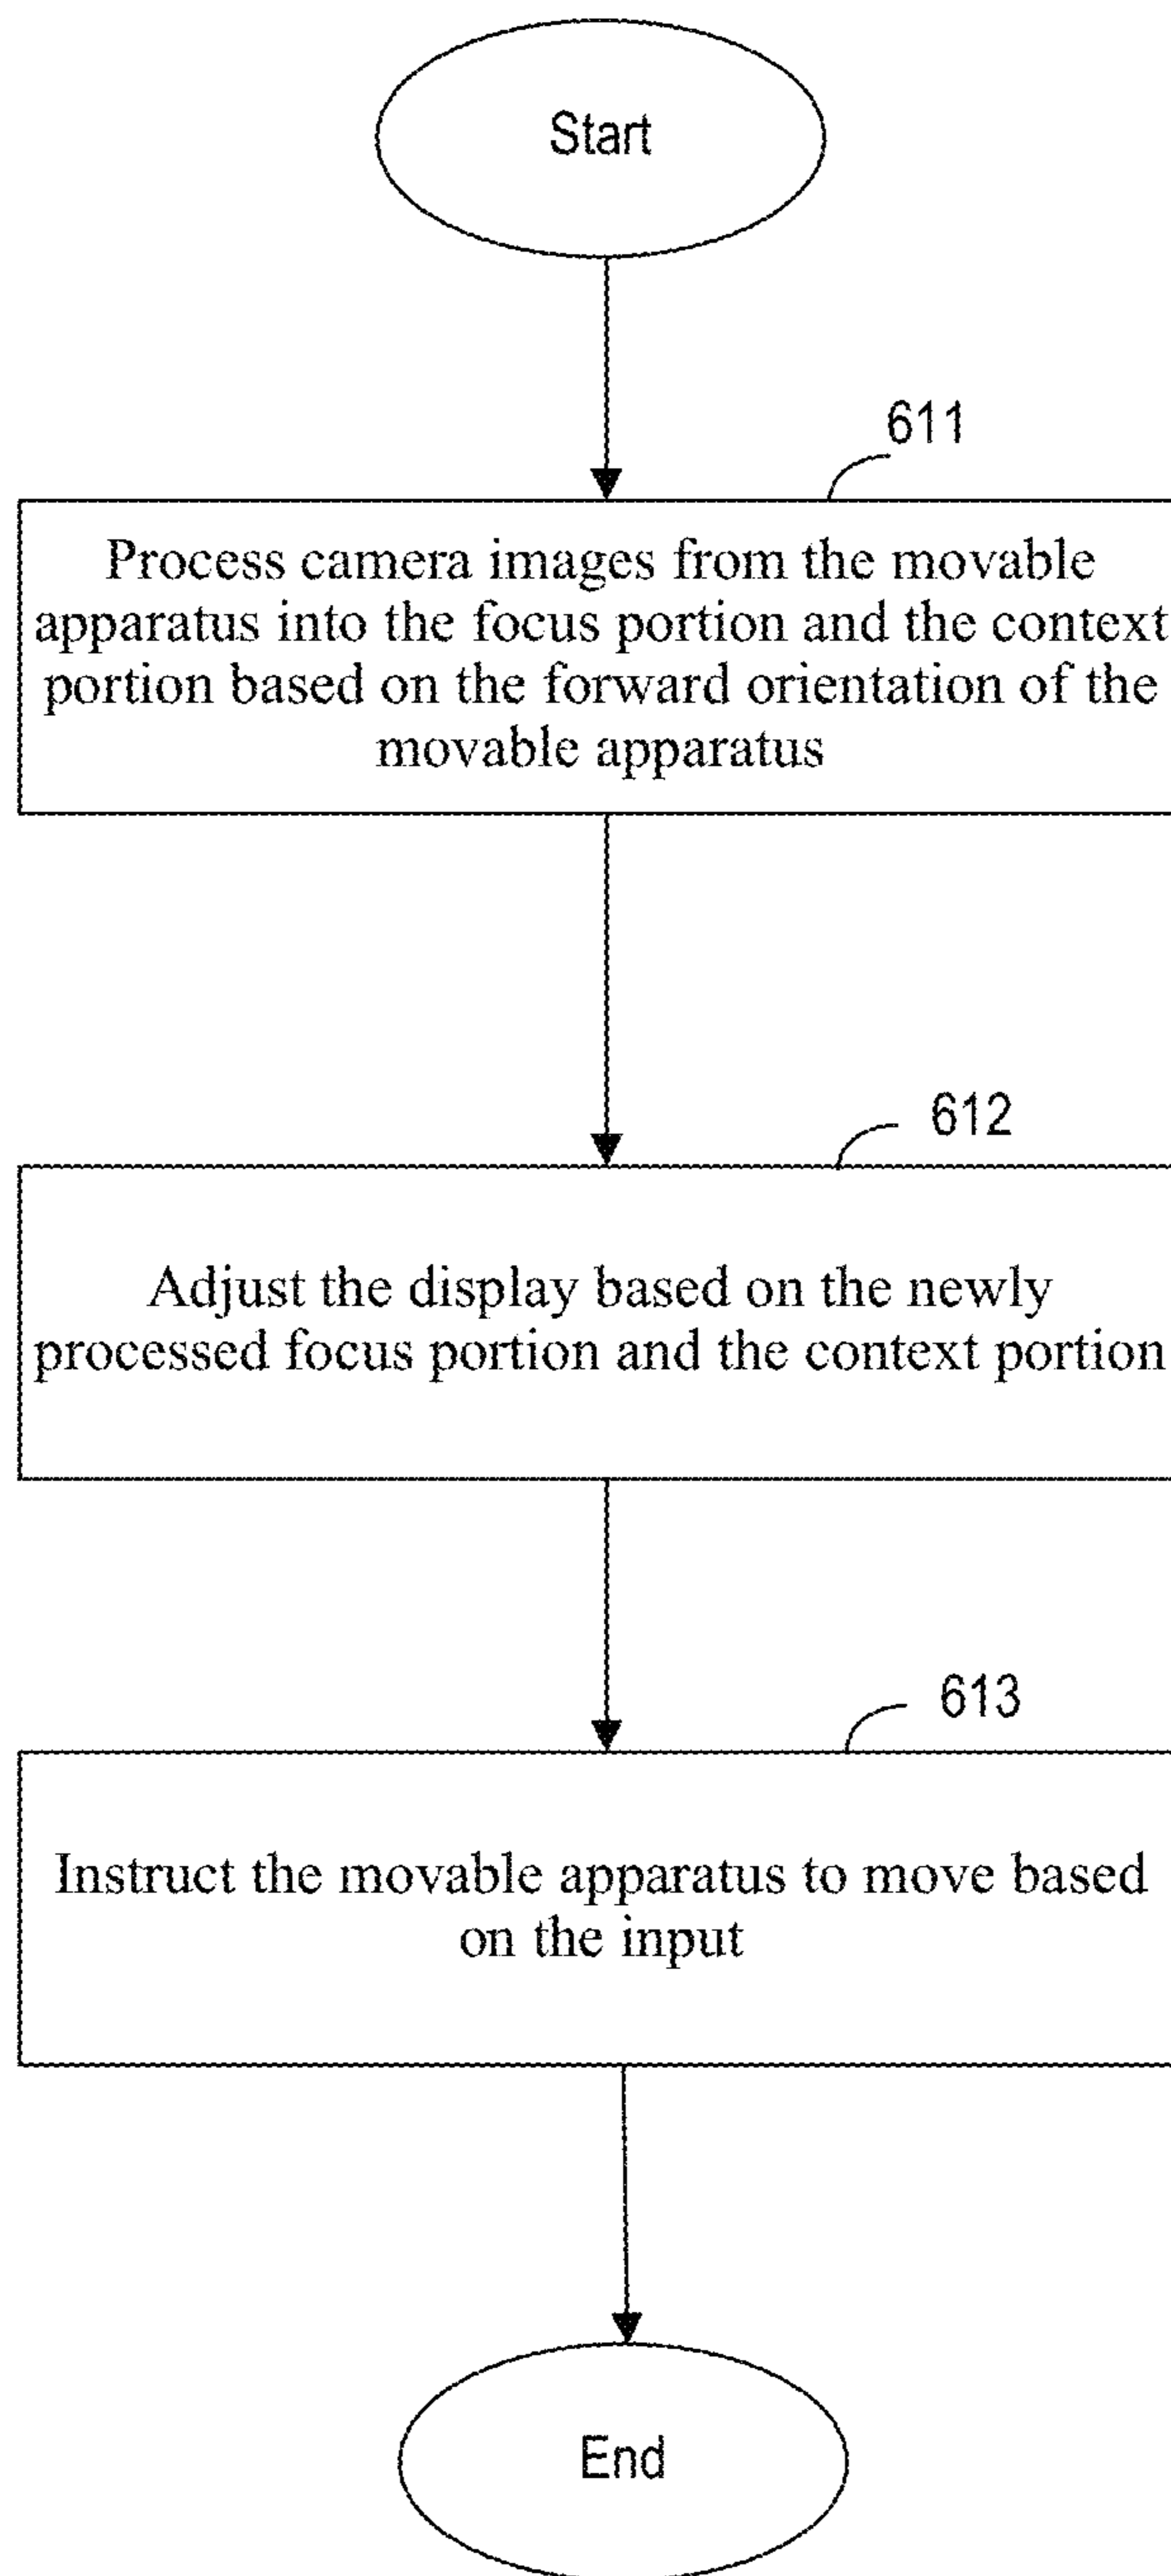 Start
611
Process camera images from the movable
apparatus into the focus portion and the context
portion based on the forward orientation of the
movable apparatus
612
Adjust the display based on the newly
processed focus portion and the context portion
613
Instruct the movable apparatus to move based
on the input
End